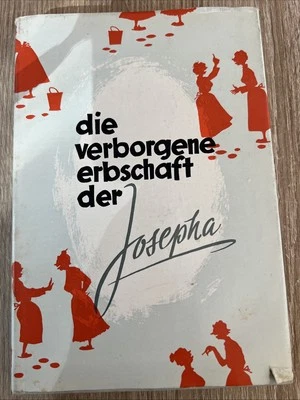 die
verborgene
erbschaft
der
Josepha